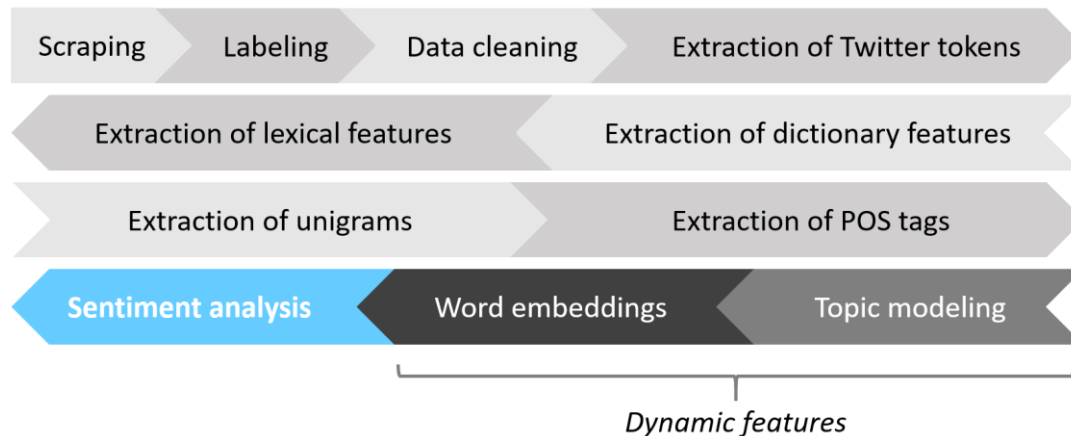 Scraping Labeling Data cleaning Extraction of Twitter tokens
Extraction of lexical features Extraction of dictionary features
Extraction of unigrams Extraction of POS tags
Sentiment analysis Word embeddings Topic modeling
Dynamic features